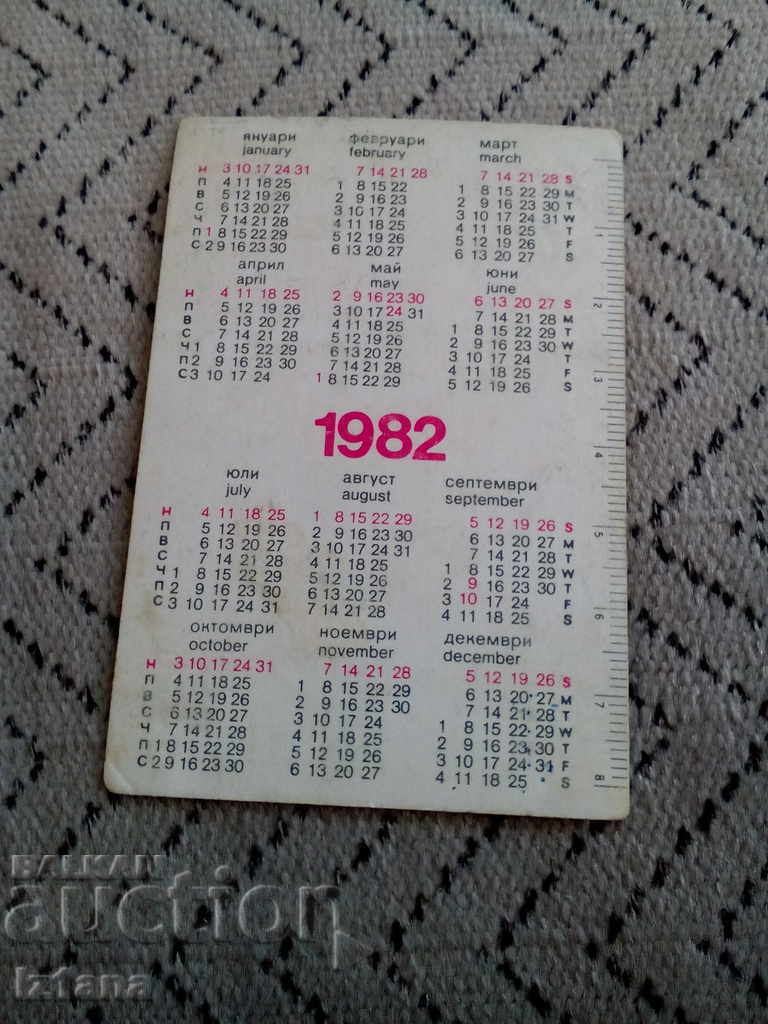 януари февруари март
january february march
Н 3 10 17 24 31 7 14 21 28 7 14 21 28 S
П 4 11 18 25 1 8 15 22 1 8 15 22 29 M
В 5 12 19 26 2 9 16 23 2 9 16 23 30 T
С 6 13 20 27 3 10 17 24 3 10 17 24 31 W
Ч 7 14 21 28 4 11 18 25 4 11 18 25 T
П 1 8 15 22 29 5 12 19 26 5 12 19 26 F
С 2 9 16 23 30 6 13 20 27 6 13 20 27 S
април май юни
april may june
Н 4 11 18 25 2 9 16 23 30 6 13 20 27 S
П 5 12 19 26 3 10 17 24 31 7 14 21 28 M
В 6 13 20 27 4 11 18 25 1 8 15 22 29 T
С 7 14 21 28 5 12 19 26 2 9 16 23 30 W
Ч 1 8 15 22 29 6 13 20 27 3 10 17 24 T
П 2 9 16 23 30 7 14 21 28 4 11 18 25 F
С 3 10 17 24 1 8 15 22 29 5 12 19 26 S
1982
юли август септември
july august september
Н 4 11 18 25 1 8 15 22 29 5 12 19 26 S
П 5 12 19 26 2 9 16 23 30 6 13 20 27 M
В 6 13 20 27 3 10 17 24 31 7 14 21 28 T
С 7 14 21 28 4 11 18 25 1 8 15 22 29 W
Ч 1 8 15 22 29 5 12 19 26 2 9 16 23 30 T
П 2 9 16 23 30 6 13 20 27 3 10 17 24 F
С 3 10 17 24 31 7 14 21 28 4 11 18 25 S
октомври ноември декември
october november december
Н 3 10 17 24 31 7 14 21 28 5 12 19 26 S
П 4 11 18 25 1 8 15 22 29 6 13 20 27 M
В 5 12 19 26 2 9 16 23 30 7 14 21 28 T
С 6 13 20 27 3 10 17 24 1 8 15 22 29 W
Ч 7 14 21 28 4 11 18 25 2 9 16 23 30 T
П 1 8 15 22 29 5 12 19 26 3 10 17 24 31 F
С 2 9 16 23 30 6 13 20 27 4 11 18 25 S
1
2
3
4
5
6
7
8
BALKAN
auction
Iztana